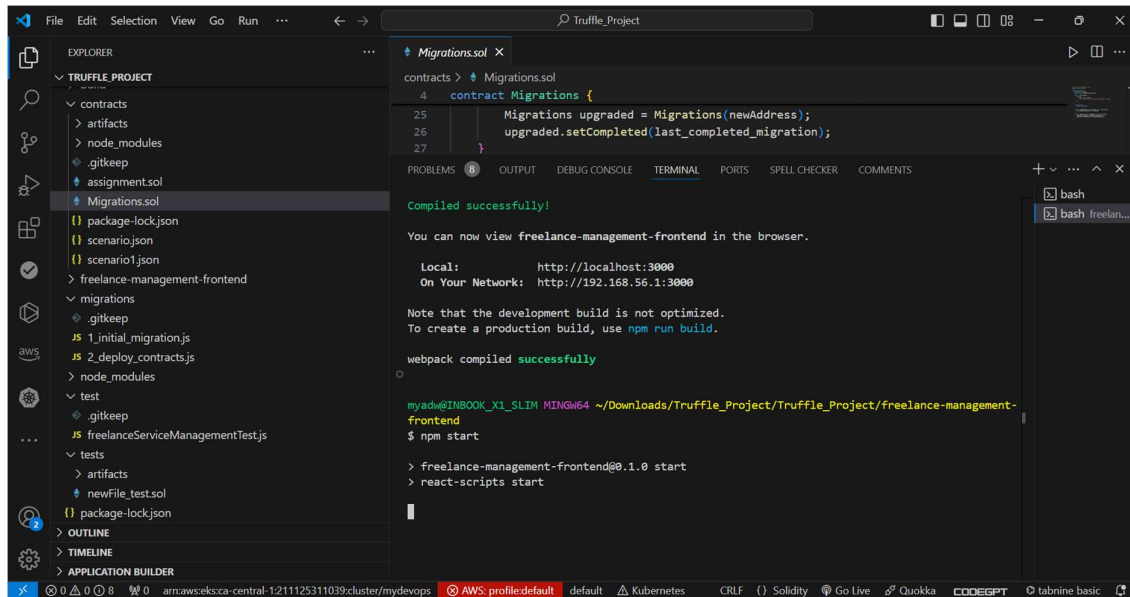 File Edit Selection View Go Run ··· Truffle_Project
EXPLORER ···
TRUFFLE_PROJECT
contracts
artifacts
node_modules
.gitkeep
assignment.sol
Migrations.sol
package-lock.json
scenario.json
scenario1.json
freelance-management-frontend
migrations
.gitkeep
JS 1_initial_migration.js
JS 2_deploy_contracts.js
node_modules
test
.gitkeep
JS freelanceServiceManagementTest.js
tests
artifacts
newFile_test.sol
package-lock.json
OUTLINE
TIMELINE
APPLICATION BUILDER
aws
2
Migrations.sol
contracts > Migrations.sol
4 contract Migrations {
25 Migrations upgraded = Migrations(newAddress);
26 upgraded.setCompleted(last_completed_migration);
27 }
PROBLEMS 8 OUTPUT DEBUG CONSOLE TERMINAL PORTS SPELL CHECKER COMMENTS
Compiled successfully!
You can now view freelance-management-frontend in the browser.
Local: http://localhost:3000
On Your Network: http://192.168.56.1:3000
Note that the development build is not optimized.
To create a production build, use npm run build.
webpack compiled successfully
myadw@INBOOK_X1_SLIM MINGW64 ~/Downloads/Truffle_Project/Truffle_Project/freelance-management-
frontend
$ npm start
> freelance-management-frontend@0.1.0 start
> react-scripts start
bash
bash freelan...
0 0 8 0 arn:aws:eks:ca-central-1:211125311039:cluster/mydevops AWS: profile:default default Kubernetes CRLF {} Solidity Go Live Quokka CODEGPT tabnine basic